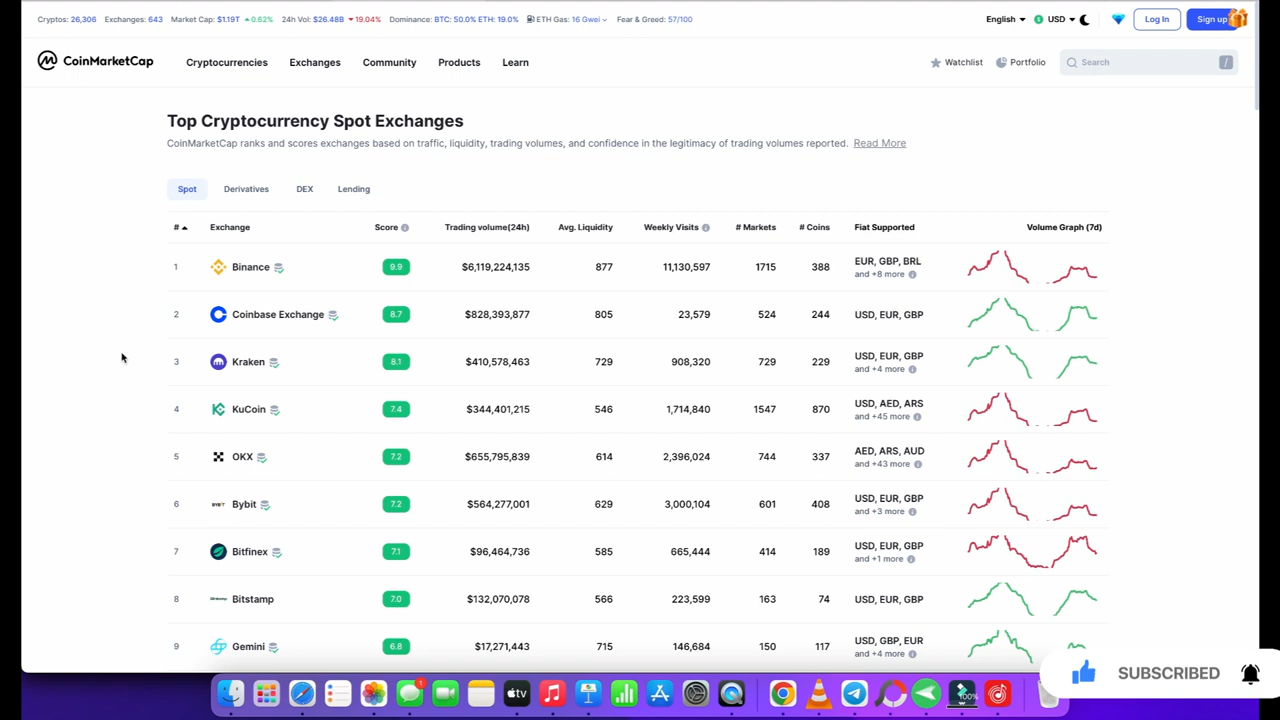 Cryptos: 26,306 Exchanges: 643 Market Cap: $1.19T 0.62% 24h Vol: $26.48B 19.04% Dominance: BTC: 50.0% ETH: 19.0% ETH Gas: 16 Gwei Fear & Greed: 57/100 English USD Log In Sign up
CoinMarketCap Cryptocurrencies Exchanges Community Products Learn Watchlist Portfolio Search /
Top Cryptocurrency Spot Exchanges
CoinMarketCap ranks and scores exchanges based on traffic, liquidity, trading volumes, and confidence in the legitimacy of trading volumes reported. Read More
Spot Derivatives DEX Lending
# Exchange Score Trading volume(24h) Avg. Liquidity Weekly Visits # Markets # Coins Fiat Supported Volume Graph (7d)
1 Binance 9.9 $6,119,224,135 877 11,130,597 1715 388 EUR, GBP, BRL
and +8 more
2 Coinbase Exchange 8.7 $828,393,877 805 23,579 524 244 USD, EUR, GBP
3 Kraken 8.1 $410,578,463 729 908,320 729 229 USD, EUR, GBP
and +4 more
4 KuCoin 7.4 $344,401,215 546 1,714,840 1547 870 USD, AED, ARS
and +45 more
5 OKX 7.2 $655,795,839 614 2,396,024 744 337 AED, ARS, AUD
and +43 more
6 Bybit 7.2 $564,277,001 629 3,000,104 601 408 USD, EUR, GBP
and +3 more
7 Bitfinex 7.1 $96,464,736 585 665,444 414 189 USD, EUR, GBP
and +1 more
8 Bitstamp 7.0 $132,070,078 566 223,599 163 74 USD, EUR, GBP
9 Gemini 6.8 $17,271,443 715 146,684 150 117 USD, GBP, EUR
and +4 more
SUBSCRIBED
1
tv
100%